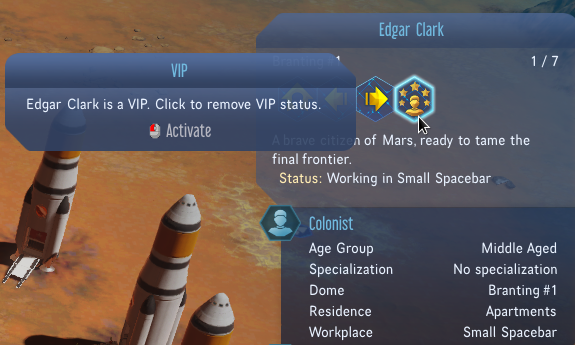 Edgar Clark
Branting #1
1 / 7
VIP
Edgar Clark is a VIP. Click to remove VIP status.
Activate
A brave citizen of Mars, ready to tame the
final frontier.
Status: Working in Small Spacebar
Colonist
Age Group Middle Aged
Specialization No specialization
Dome Branting #1
Residence Apartments
Workplace Small Spacebar